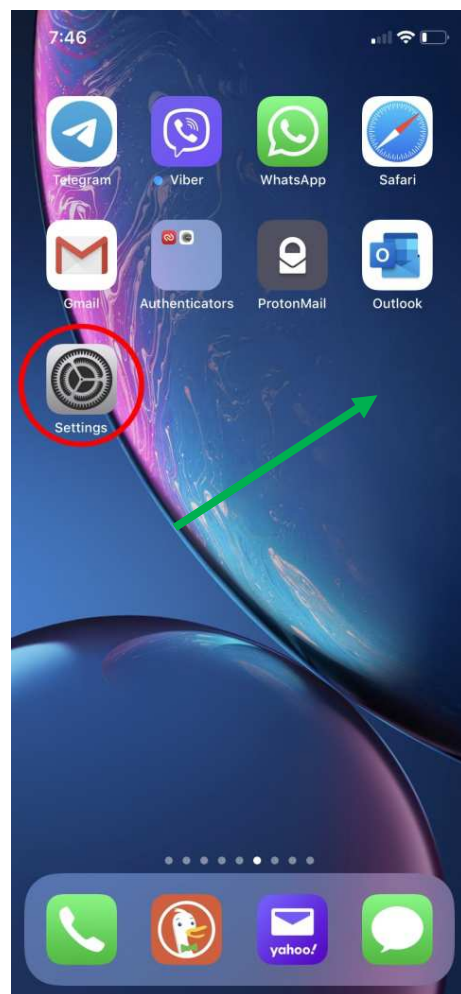 7:46
Telegram
Viber
WhatsApp
Safari
Gmail
Authenticators
ProtonMail
Outlook
Settings
yahoo!